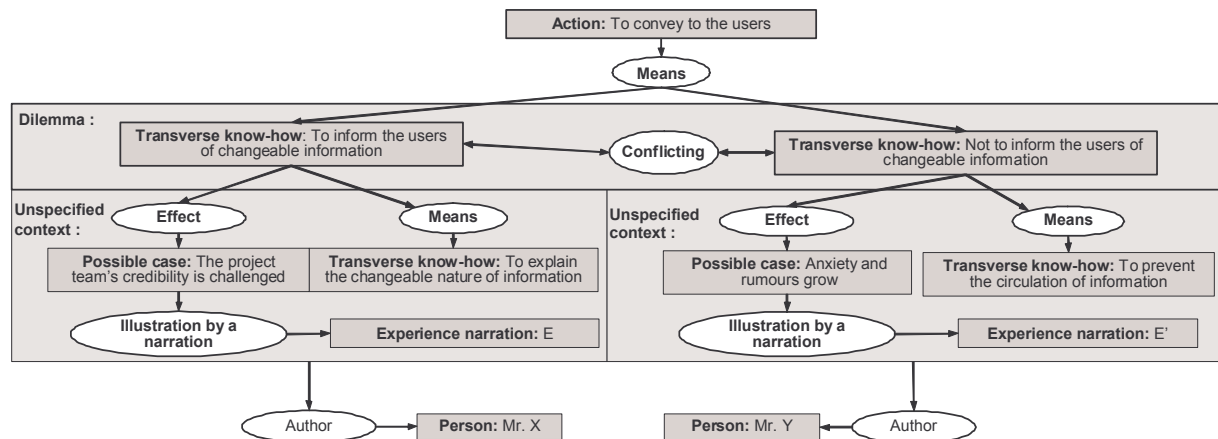 Action: To convey to the users
Means
Dilemma :
Transverse know-how: To inform the users
of changeable information
Conflicting
Transverse know-how: Not to inform the users of
changeable information
Unspecified
context :
Effect
Means
Possible case: The project
team's credibility is challenged
Transverse know-how: To explain
the changeable nature of information
Illustration by a
narration
Experience narration: E
Unspecified
context :
Effect
Means
Possible case: Anxiety and
rumours grow
Transverse know-how: To prevent
the circulation of information
Illustration by a
narration
Experience narration: E'
Author
Person: Mr. X
Person: Mr. Y
Author